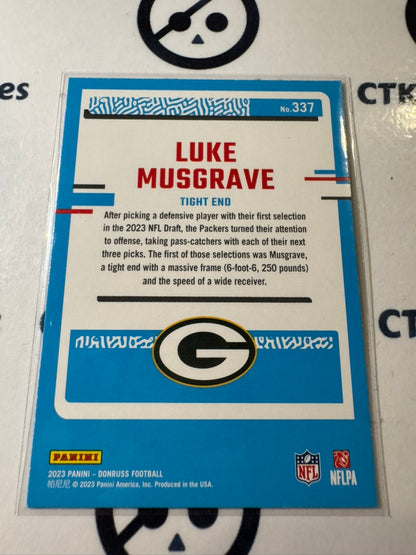 No.337
CTK
es
LUKE
MUSGRAVE
TIGHT END
After picking a defensive player with their first selection
in the 2023 NFL Draft, the Packers turned their attention
to offense, taking pass-catchers with each of their next
three picks. The first of those selections was Musgrave,
a tight end with a massive frame (6-foot-6, 250 pounds)
and the speed of a wide receiver.
G
PANINI
NFL
NFLPA
2023 PANINI – DONRUSS FOOTBALL
帕尼尼 © 2023 Panini America, Inc. Produced in the USA.